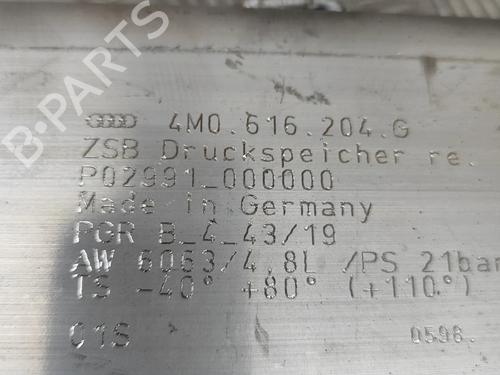 4M0.616.204.G
ZSB Druckspeicher re.
P02991_000000
Made in Germany
PGR B_4_43/19
AW 6063/4,8L /PS 21bar
TS -40° +80° (+110°)
C1S 0598.
B-PARTS